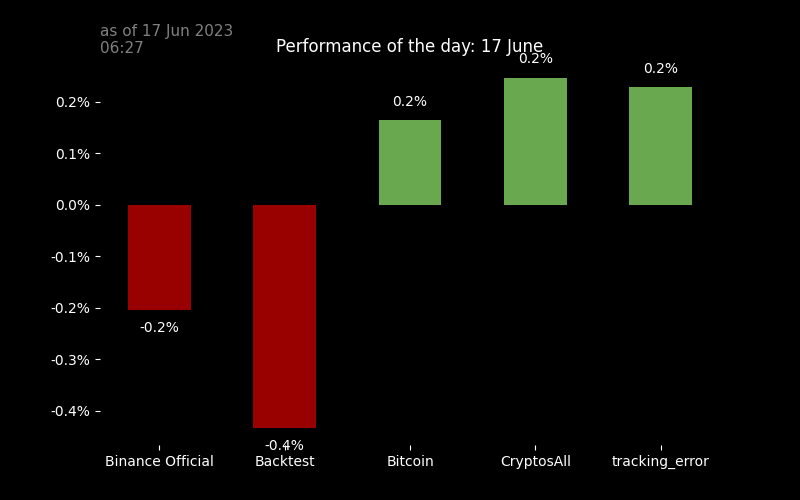 as of 17 Jun 2023
06:27
Performance of the day: 17 June
0.2%
0.2%
0.2%
0.2%
0.1%
0.0%
-0.1%
-0.2%
-0.3%
-0.4%
-0.2%
-0.4%
Binance Official
Backtest
Bitcoin
CryptosAll
tracking_error